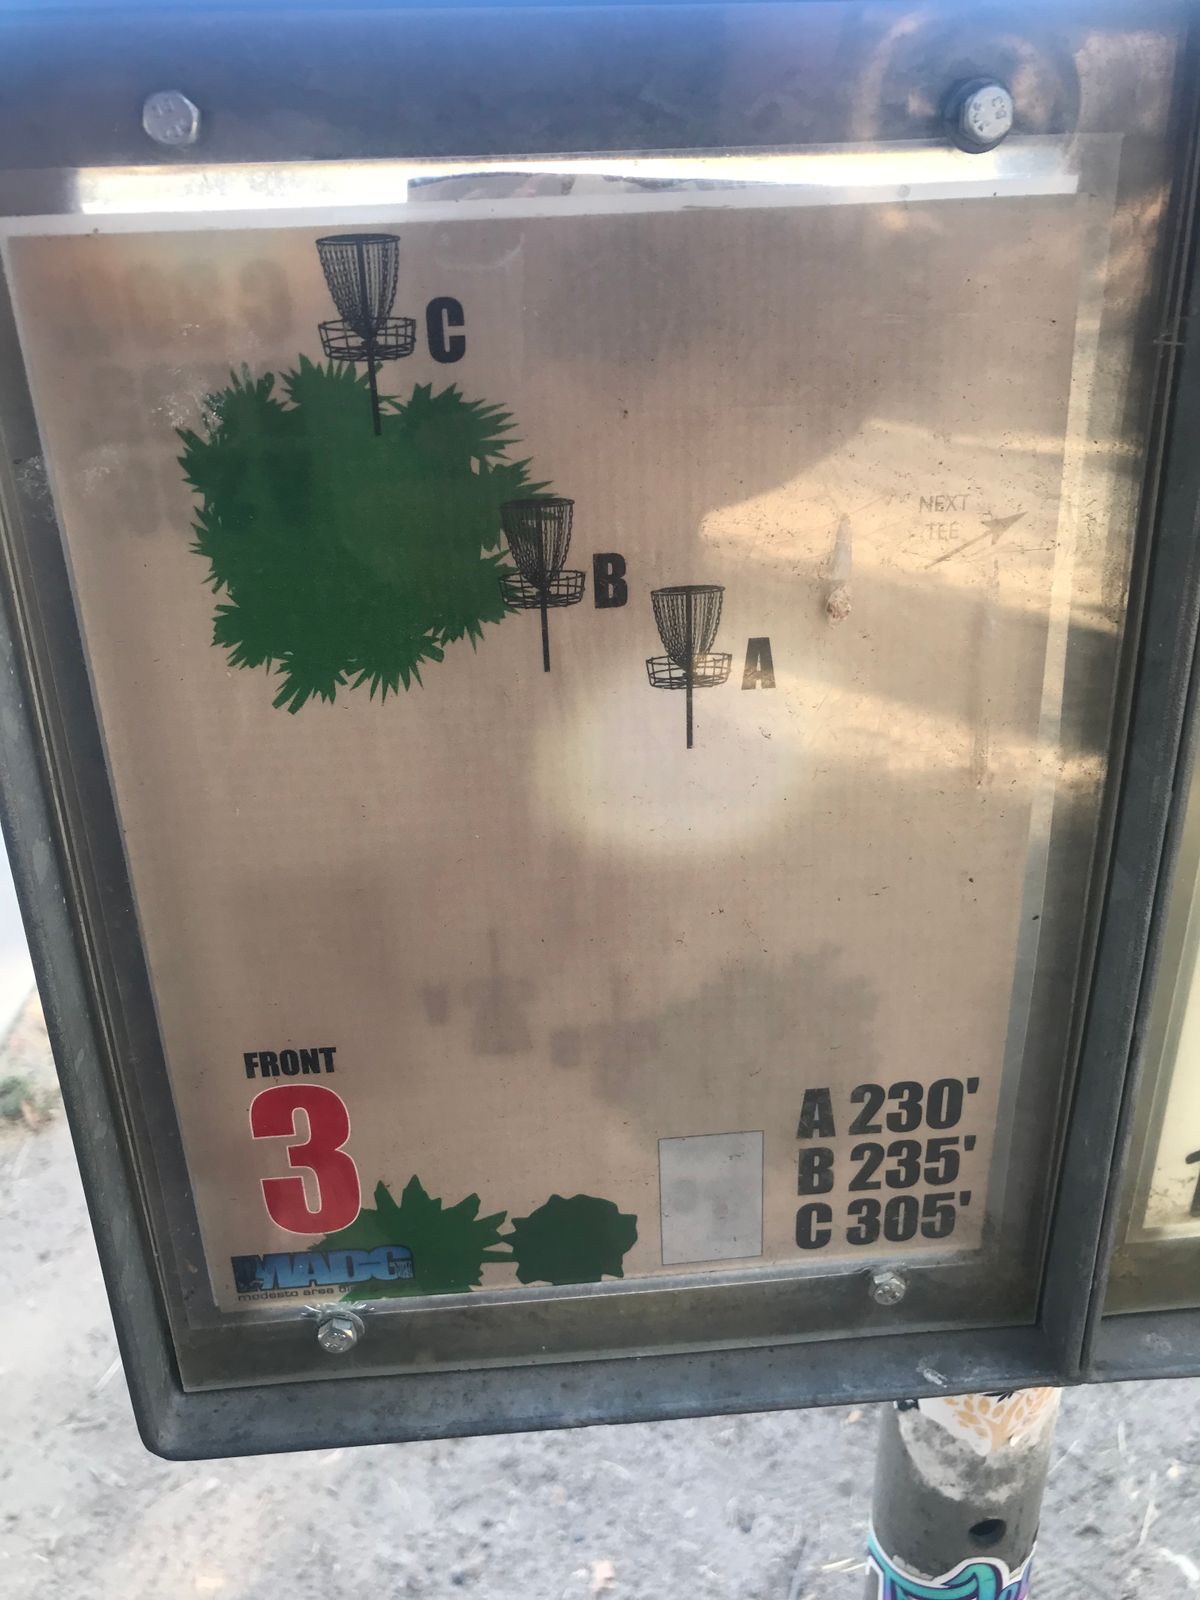 C
B
A
NEXT
TEE
FRONT
3
A 230'
B 235'
C 305'
MADG
modesto area